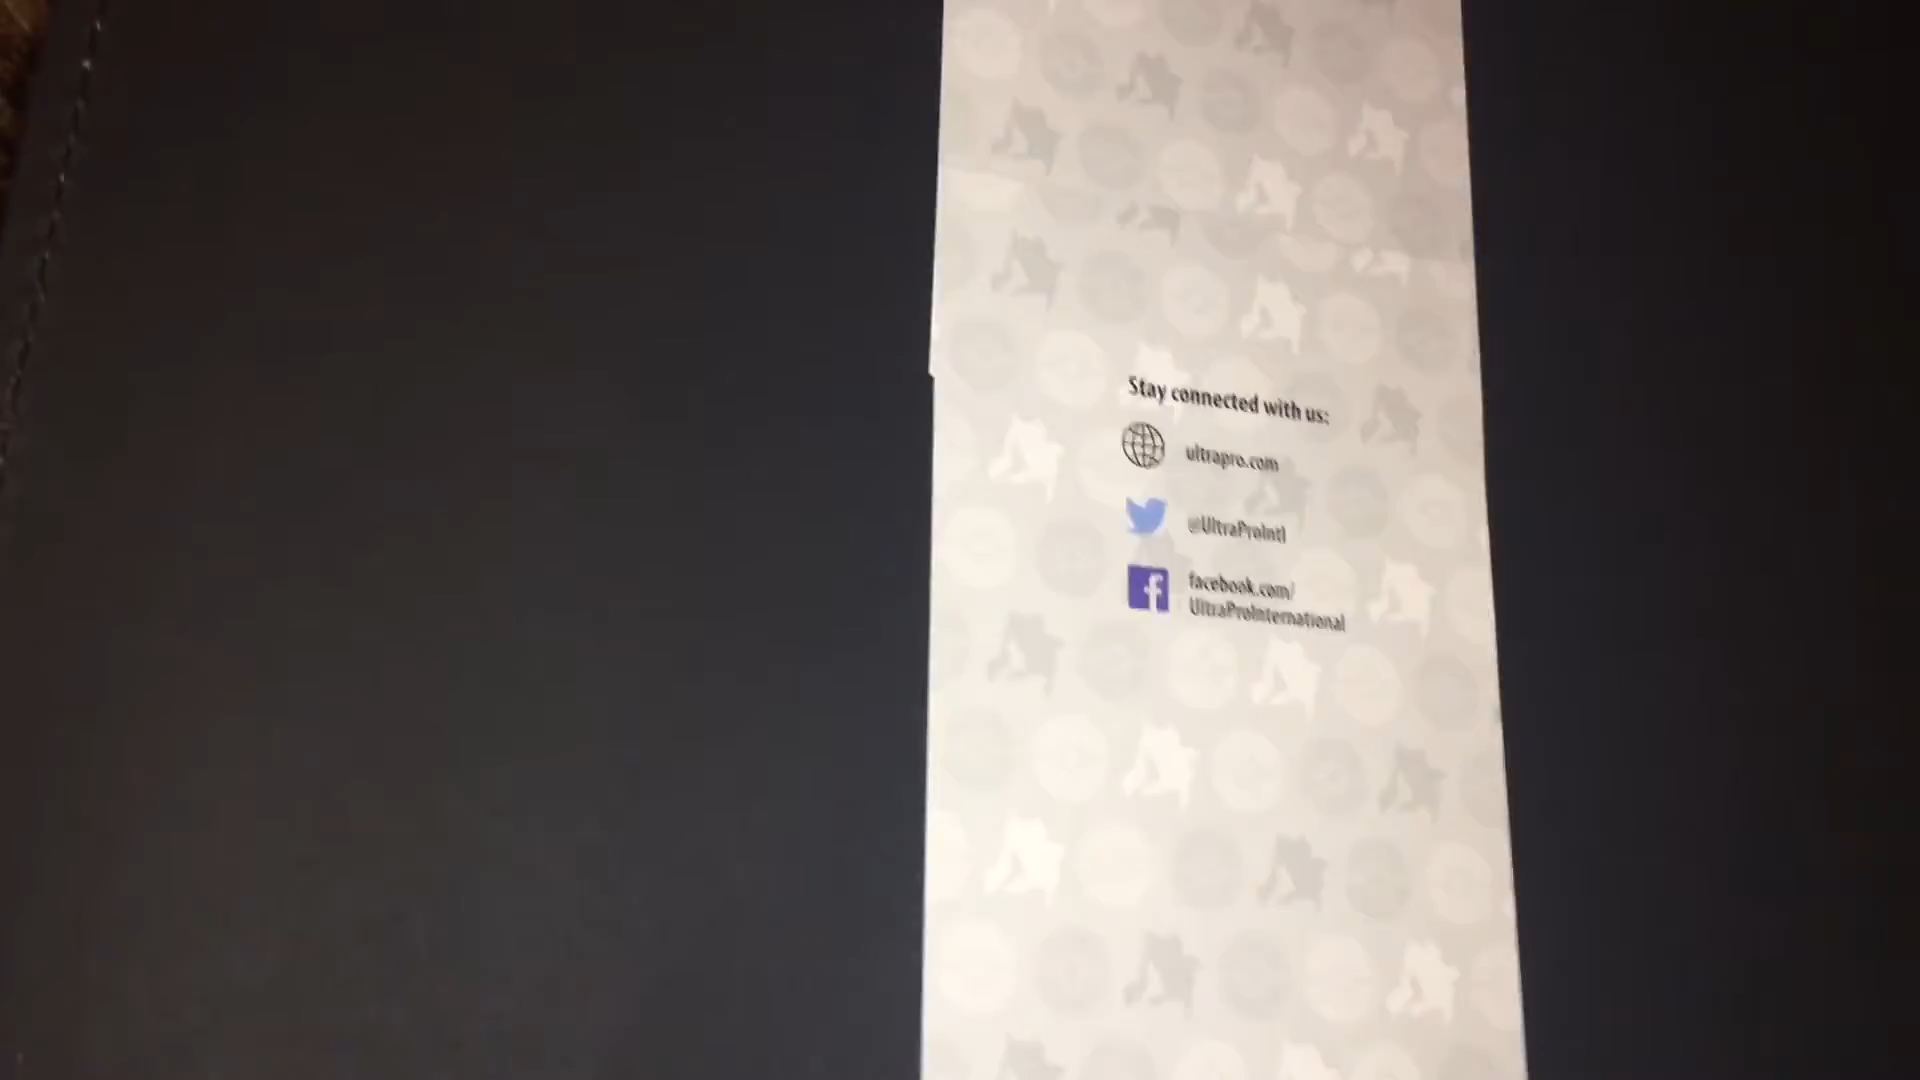 Stay connected with us:
ultrapro.com
@UltraProIntl
facebook.com/
UltraProInternational